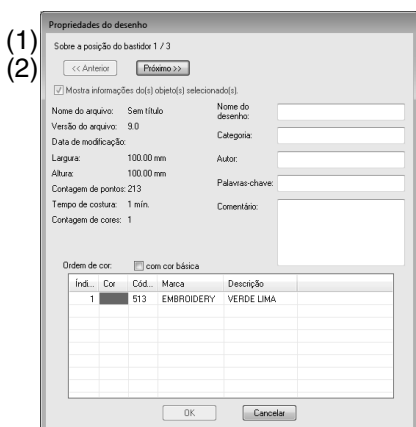 Propriedades do desenho
(1) Sobre a posição do bastidor 1 / 3
(2) << Anterior Próximo >>
Mostra informações do(s) objeto(s) selecionado(s).
Nome do arquivo: Sem título
Versão do arquivo: 9.0
Data de modificação:
Largura: 100.00 mm
Altura: 100.00 mm
Contagem de pontos: 213
Tempo de costura: 1 mín.
Contagem de cores: 1
Nome do desenho:
Categoria:
Autor:
Palavras-chave:
Comentário:
Ordem de cor: com cor básica
Índi... Cor Cód... Marca Descrição
1 513 EMBROIDERY VERDE LIMA
OK Cancelar